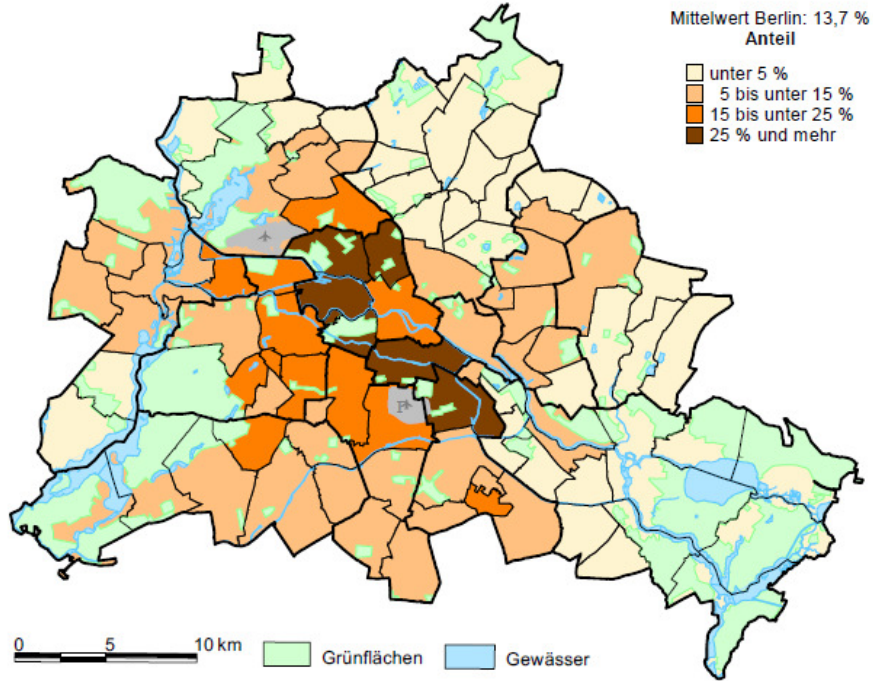 Mittelwert Berlin: 13,7 %
Anteil
unter 5 %
5 bis unter 15 %
15 bis unter 25 %
25 % und mehr
0 5 10 km
Grünflächen
Gewässer